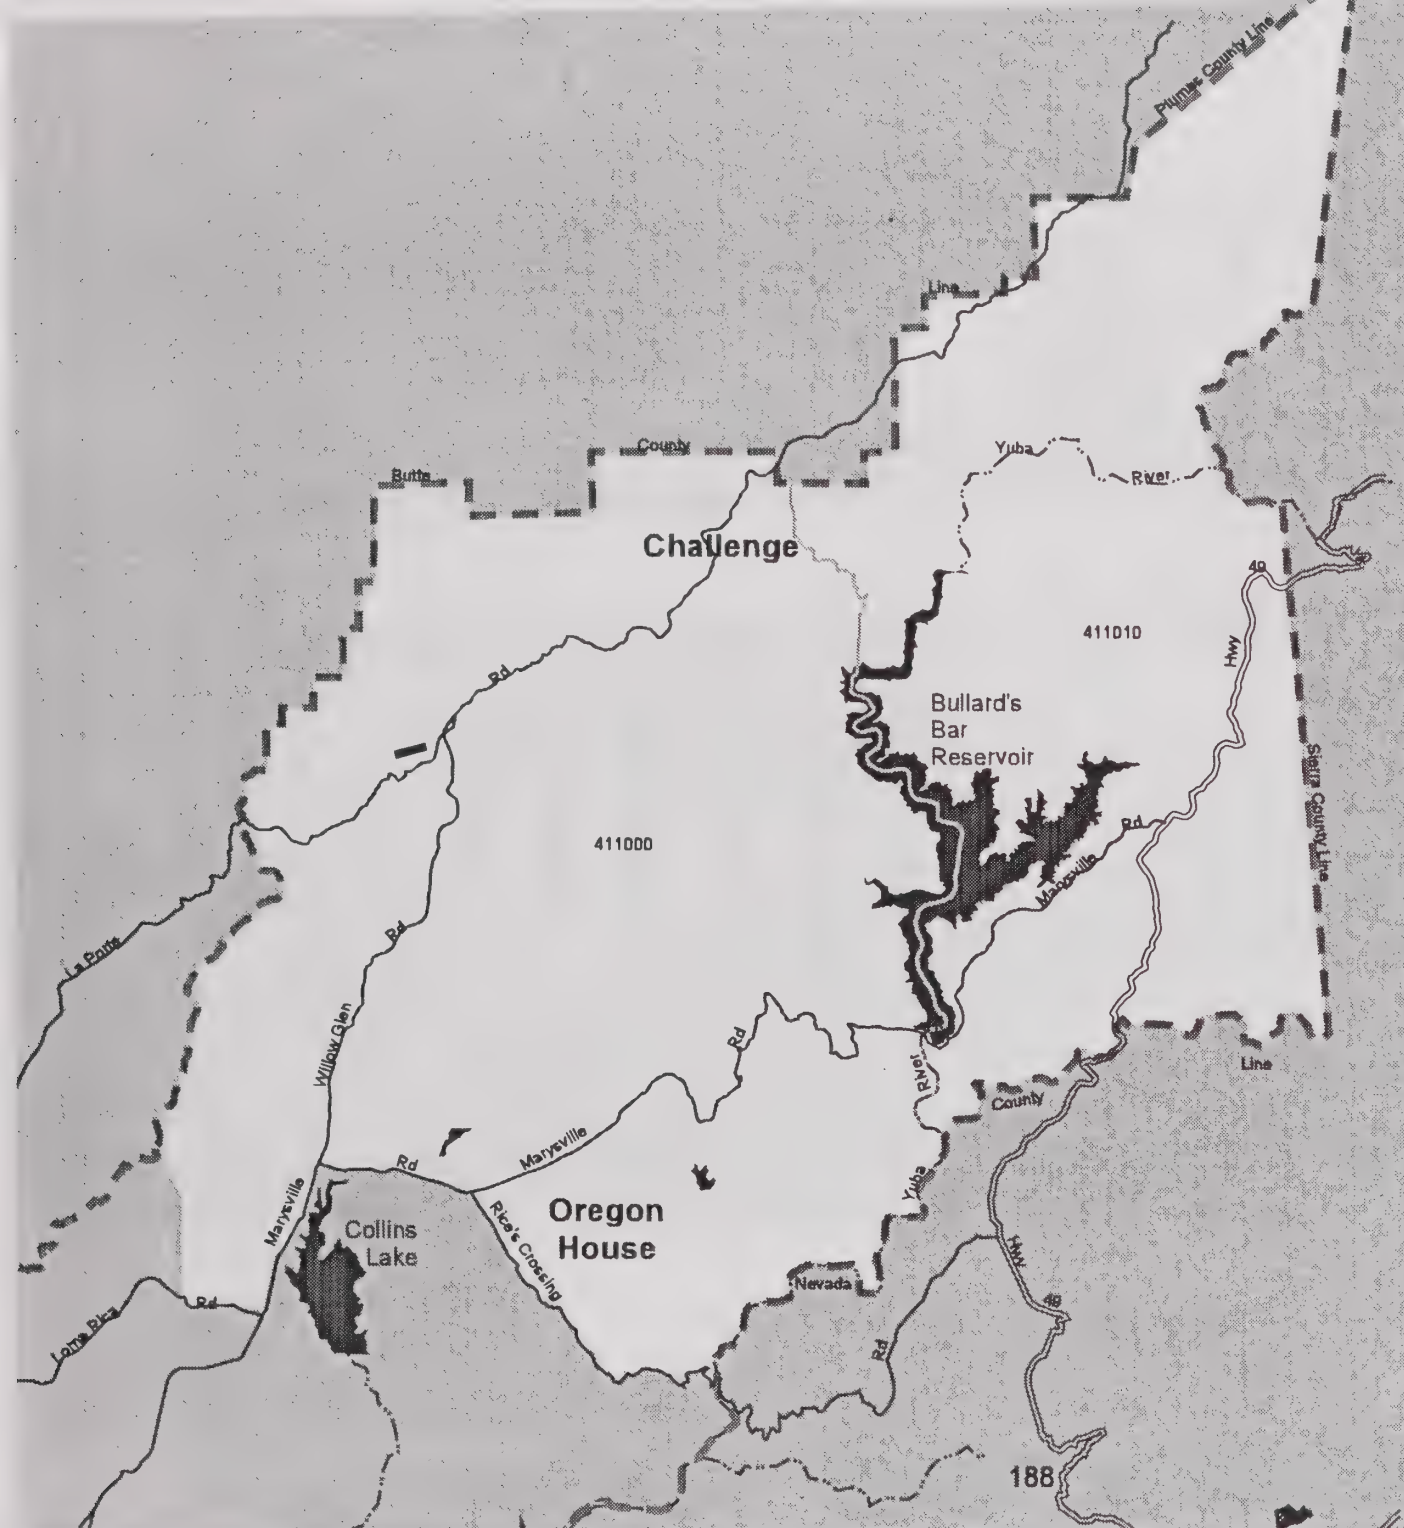 Plumas County Line
Line
County
Butte
Yuba
River
Challenge
49
411010
Hwy
Rd
Bullard's
Bar
Reservoir
Sierra County Line
Rd
411000
Marysville
Rd
La Porte
Willow Glen
Rd
River
Line
County
Marysville
Rd
Yuba
Marysville
Rice's Crossing
Oregon
House
Collins
Lake
Hwy
Nevada
Rd
49
Loma Rica
Rd
188